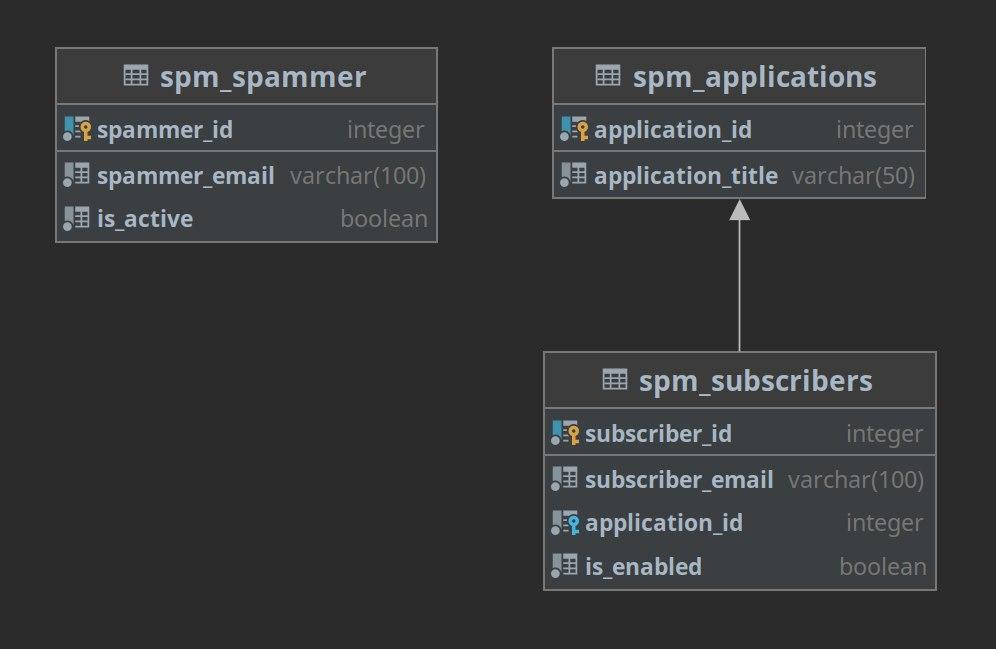 spm_spammer
spammer_id integer
spammer_email varchar(100)
is_active boolean
spm_applications
application_id integer
application_title varchar(50)
spm_subscribers
subscriber_id integer
subscriber_email varchar(100)
application_id integer
is_enabled boolean